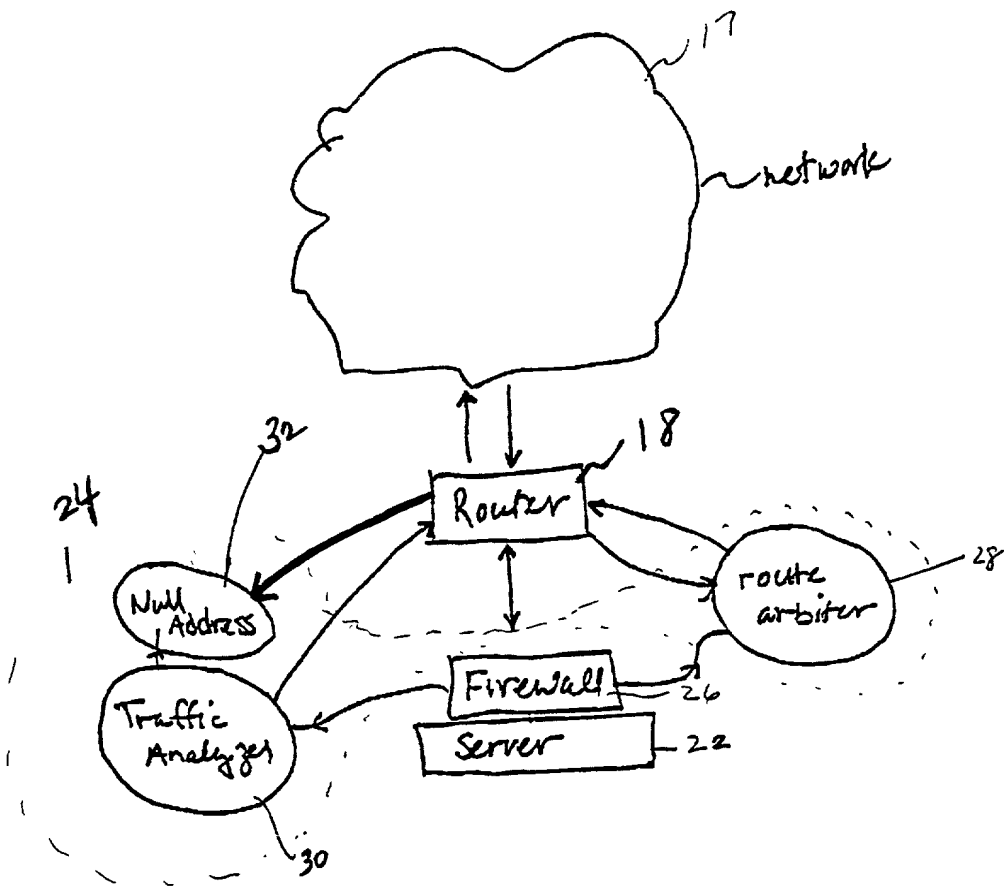 17
network
18
Router
32
24
Null
Address
route
arbiter
28
Firewall
26
Traffic
Analyzer
Server
22
30